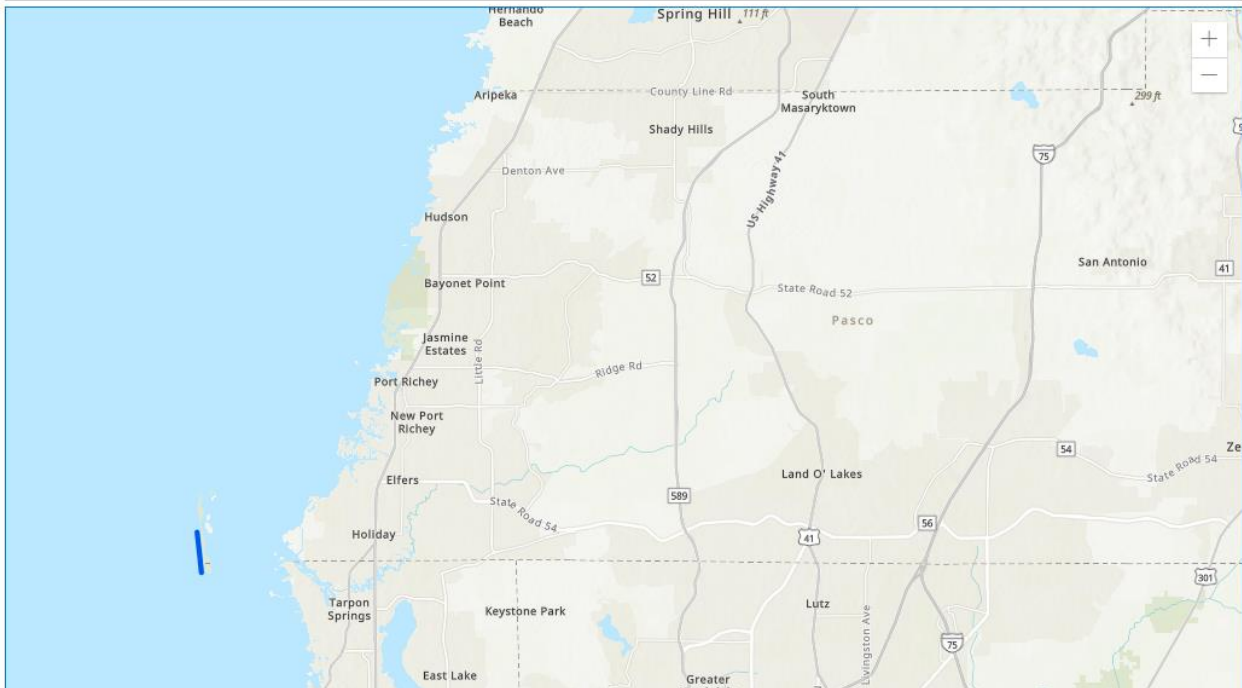 Hernando
Beach
Spring Hill
111 ft
+
−
Aripeka
County Line Rd
South
Masaryktown
299 ft
Shady Hills
75
Denton Ave
US Highway 41
Hudson
San Antonio
41
52
Bayonet Point
State Road 52
Pasco
Jasmine
Estates
Little Rd
Ridge Rd
Port Richey
New Port
Richey
54
Ze
State Road 54
Elfers
Land O' Lakes
589
State Road 54
56
Holiday
41
301
Tarpon
Springs
Keystone Park
Lutz
Livingston Ave
75
East Lake
Greater